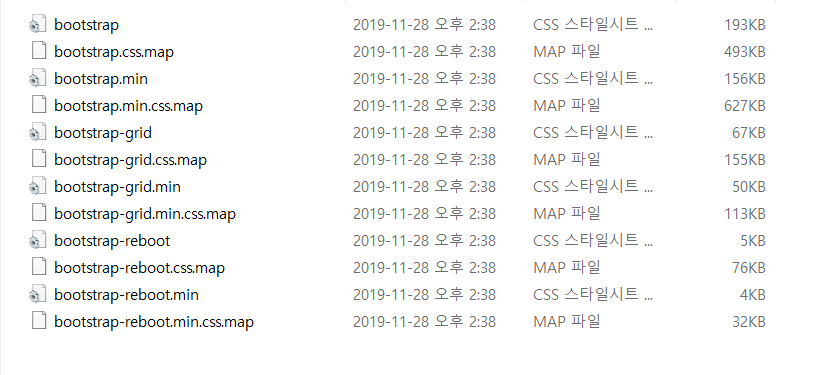 bootstrap 2019-11-28 오후 2:38 CSS 스타일시트 ... 193KB
bootstrap.css.map 2019-11-28 오후 2:38 MAP 파일 493KB
bootstrap.min 2019-11-28 오후 2:38 CSS 스타일시트 ... 156KB
bootstrap.min.css.map 2019-11-28 오후 2:38 MAP 파일 627KB
bootstrap-grid 2019-11-28 오후 2:38 CSS 스타일시트 ... 67KB
bootstrap-grid.css.map 2019-11-28 오후 2:38 MAP 파일 155KB
bootstrap-grid.min 2019-11-28 오후 2:38 CSS 스타일시트 ... 50KB
bootstrap-grid.min.css.map 2019-11-28 오후 2:38 MAP 파일 113KB
bootstrap-reboot 2019-11-28 오후 2:38 CSS 스타일시트 ... 5KB
bootstrap-reboot.css.map 2019-11-28 오후 2:38 MAP 파일 76KB
bootstrap-reboot.min 2019-11-28 오후 2:38 CSS 스타일시트 ... 4KB
bootstrap-reboot.min.css.map 2019-11-28 오후 2:38 MAP 파일 32KB